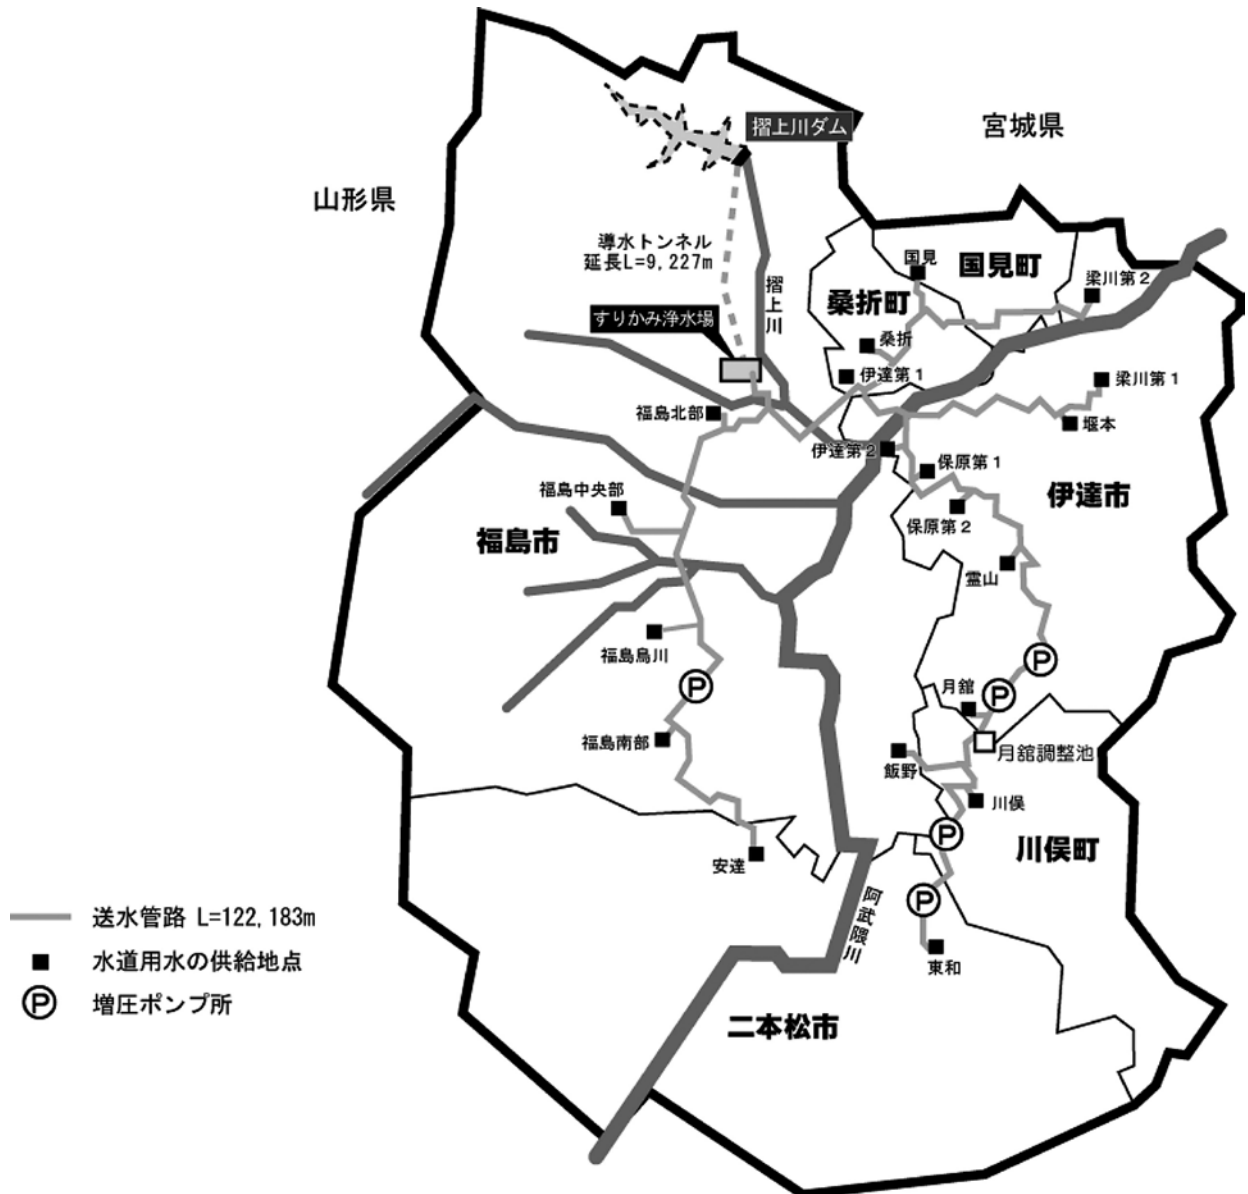 摺上川ダム
宮城県
山形県
導水トンネル
延長L=9,227m
摺上川
国見
国見町
梁川第2
桑折町
すりかみ浄水場
桑折
伊達第1
梁川第1
福島北部
堰本
伊達第2
保原第1
福島中央部
伊達市
保原第2
福島市
霊山
福島鳥川
P
P
月舘
P
福島南部
飯野
月舘調整池
川俣
P
川俣町
安達
阿武隈川
P
東和
二本松市
送水管路 L=122,183m
水道用水の供給地点
P 増圧ポンプ所